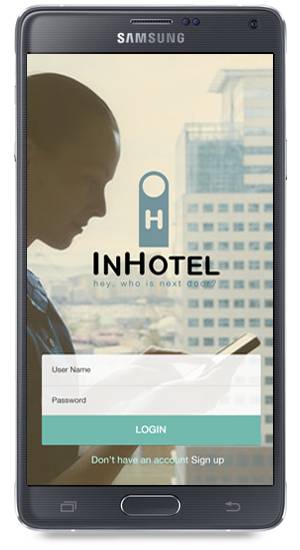 SAMSUNG
H
INHOTEL
hey, who is next door?
User Name
Password
LOGIN
Don't have an account Sign up